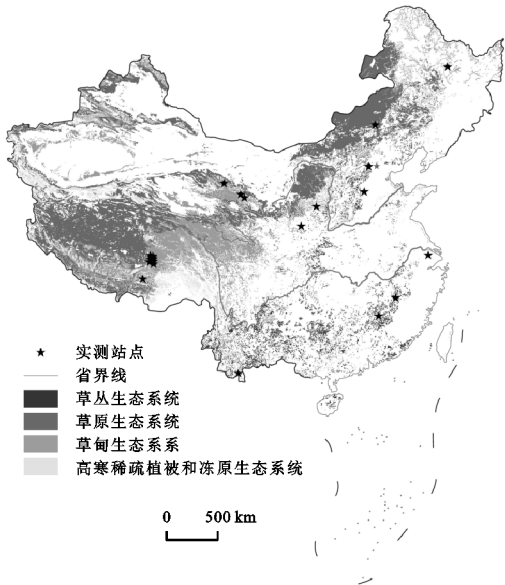 实测站点
省界线
草丛生态系统
草原生态系统
草甸生态系系
高寒稀疏植被和冻原生态系统
0 500 km